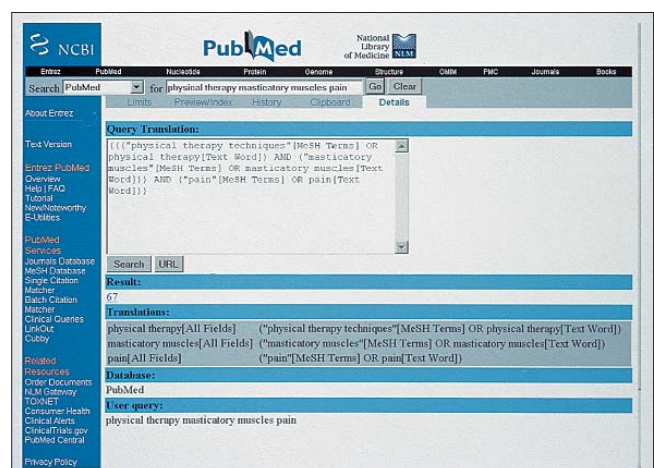 NCBI
PubMed
National
Library
of Medicine NLM
Entrez PubMed Nucleotide Protein Genome Structure OMIM PMC Journals Books
Search PubMed for physical therapy masticatory muscles pain Go Clear
Limits Preview/Index History Clipboard Details
About Entrez
Text Version
Entrez PubMed
Overview
Help | FAQ
Tutorial
New/Noteworthy
E-Utilities
PubMed
Services
Journals Database
MeSH Database
Single Citation
Matcher
Batch Citation
Matcher
Clinical Queries
LinkOut
Cubby
Related
Resources
Order Documents
NLM Gateway
TOXNET
Consumer Health
Clinical Alerts
ClinicalTrials.gov
PubMed Central
Privacy Policy
Query Translation:
((("physical therapy techniques"[MeSH Terms] OR
physical therapy[Text Word]) AND ("masticatory
muscles"[MeSH Terms] OR masticatory muscles[Text
Word])) AND ("pain"[MeSH Terms] OR pain[Text
Word]))
Search URL
Result:
67
Translations:
physical therapy[All Fields] ("physical therapy techniques"[MeSH Terms] OR physical therapy[Text Word])
masticatory muscles[All Fields] ("masticatory muscles"[MeSH Terms] OR masticatory muscles[Text Word])
pain[All Fields] ("pain"[MeSH Terms] OR pain[Text Word])
Database:
PubMed
User query:
physical therapy masticatory muscles pain